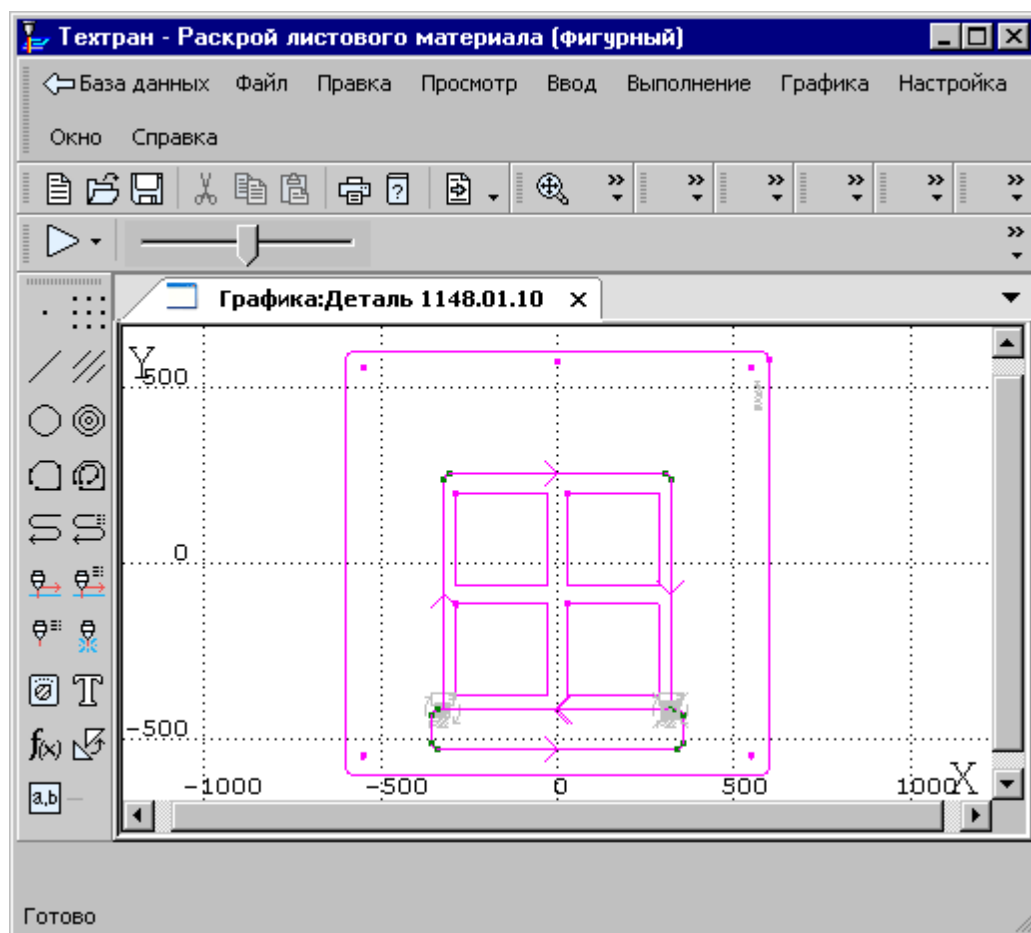 Техтран - Раскрой листового материала (фигурный)
База данных Файл Правка Просмотр Ввод Выполнение Графика Настройка
Окно Справка
Графика:Деталь 1148.01.10
Y
500
0
-500
-1000 -500 0 500 1000 X
T
f(x)
a,b
Готово